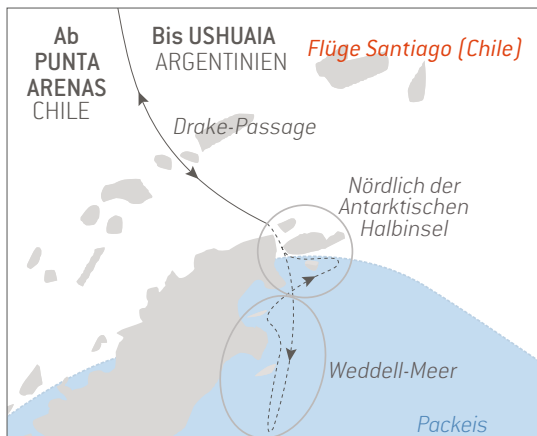 Ab
PUNTA
ARENAS
CHILE
Bis USHUAIA
ARGENTINIEN
Flüge Santiago (Chile)
Drake-Passage
Nördlich der
Antarktischen
Halbinsel
Weddell-Meer
Packeis